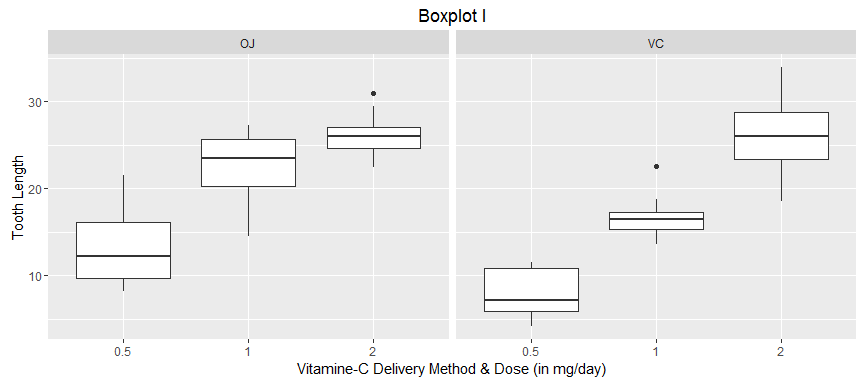 Boxplot I
OJ
VC
Tooth Length
30
20
10
0.5
1
2
0.5
1
2
Vitamine-C Delivery Method & Dose (in mg/day)